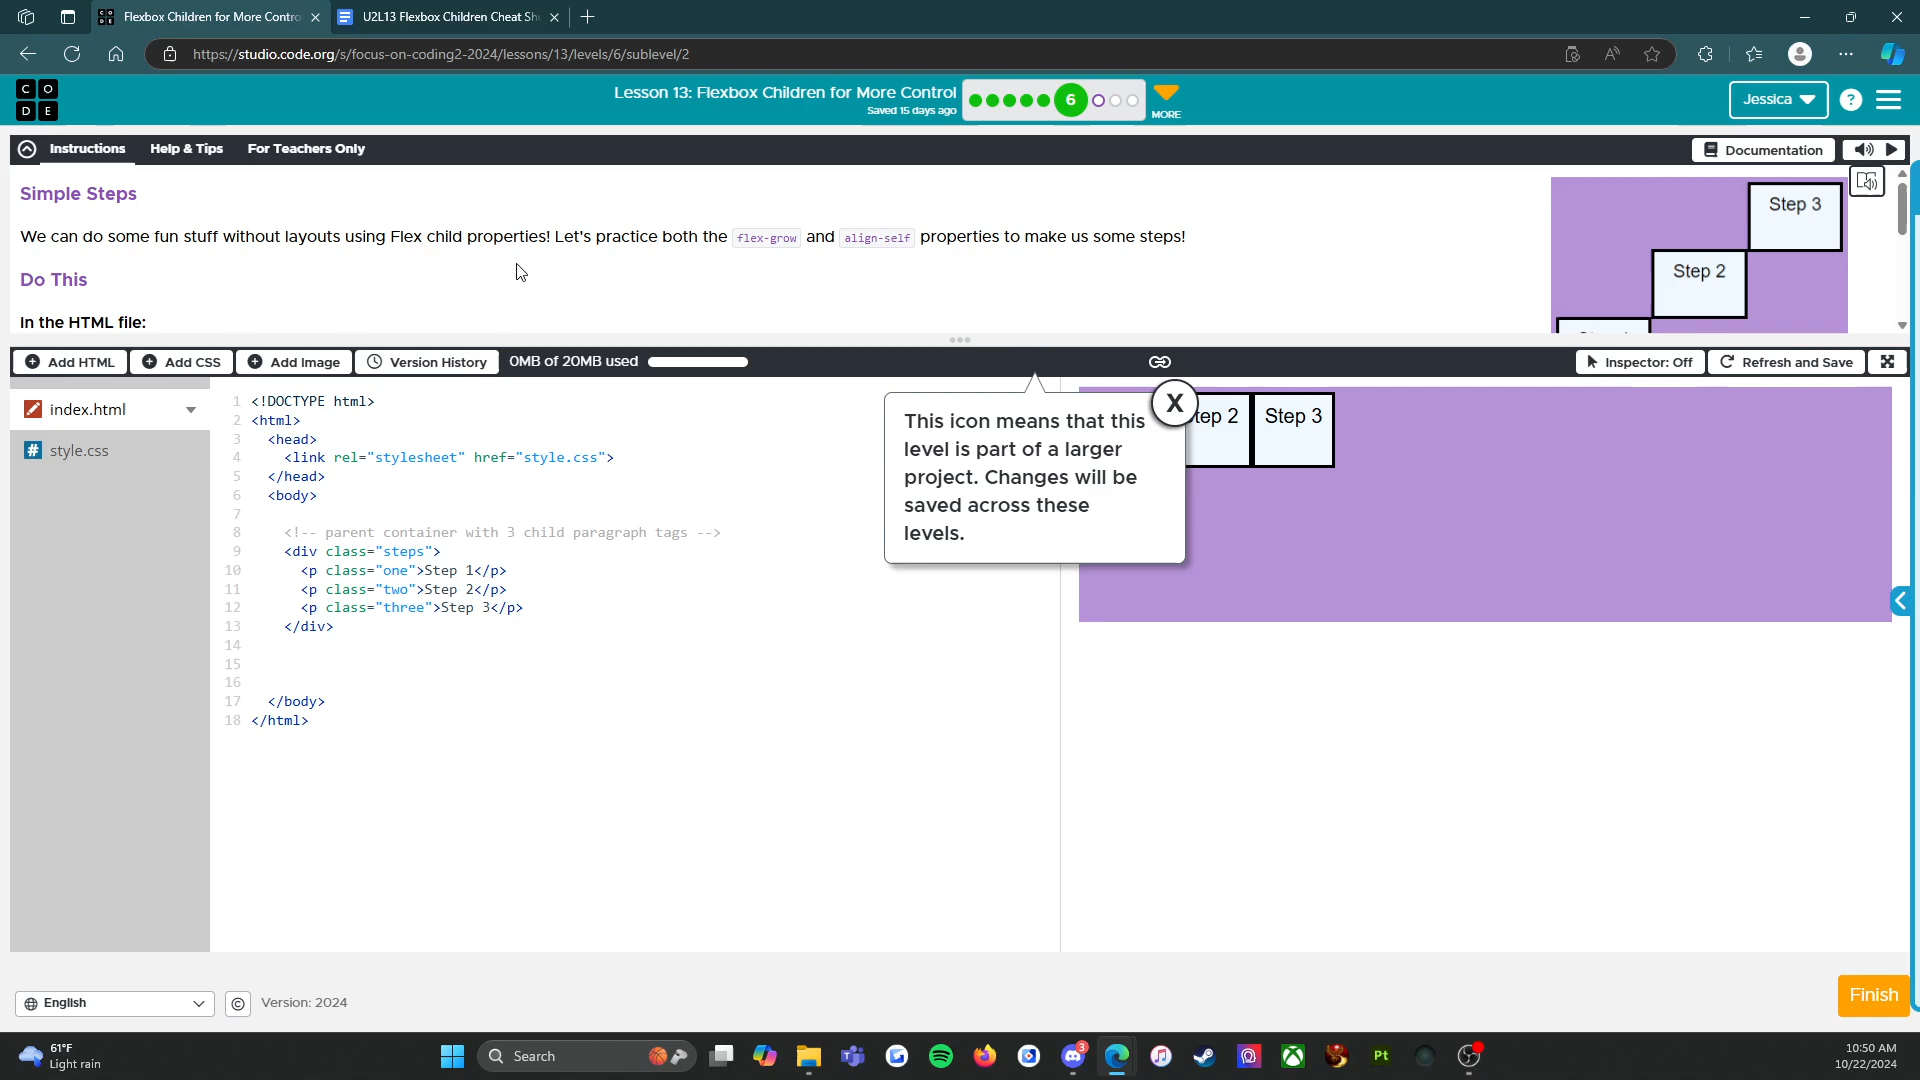 Flexbox Children for More Contro
U2L13 Flexbox Children Cheat Sh
https://studio.code.org/s/focus-on-coding2-2024/lessons/13/levels/6/sublevel/2
C O
D E
Lesson 13: Flexbox Children for More Control
Saved 15 days ago
6
MORE
Jessica
?
Instructions
Help & Tips
For Teachers Only
Documentation
Simple Steps
We can do some fun stuff without layouts using Flex child properties! Let's practice both the flex-grow and align-self properties to make us some steps!
Do This
In the HTML file:
Step 3
Step 2
Add HTML
Add CSS
Add Image
Version History
0MB of 20MB used
Inspector: Off
Refresh and Save
index.html
style.css
1 <!DOCTYPE html>
2 <html>
3 <head>
4 <link rel="stylesheet" href="style.css">
5 </head>
6 <body>
7
8 <!-- parent container with 3 child paragraph tags -->
9 <div class="steps">
10 <p class="one">Step 1</p>
11 <p class="two">Step 2</p>
12 <p class="three">Step 3</p>
13 </div>
14
15
16
17 </body>
18 </html>
This icon means that this
level is part of a larger
project. Changes will be
saved across these
levels.
X
tep 2
Step 3
English
©
Version: 2024
Finish
61°F
Light rain
Search
3
Pt
10:50 AM
10/22/2024